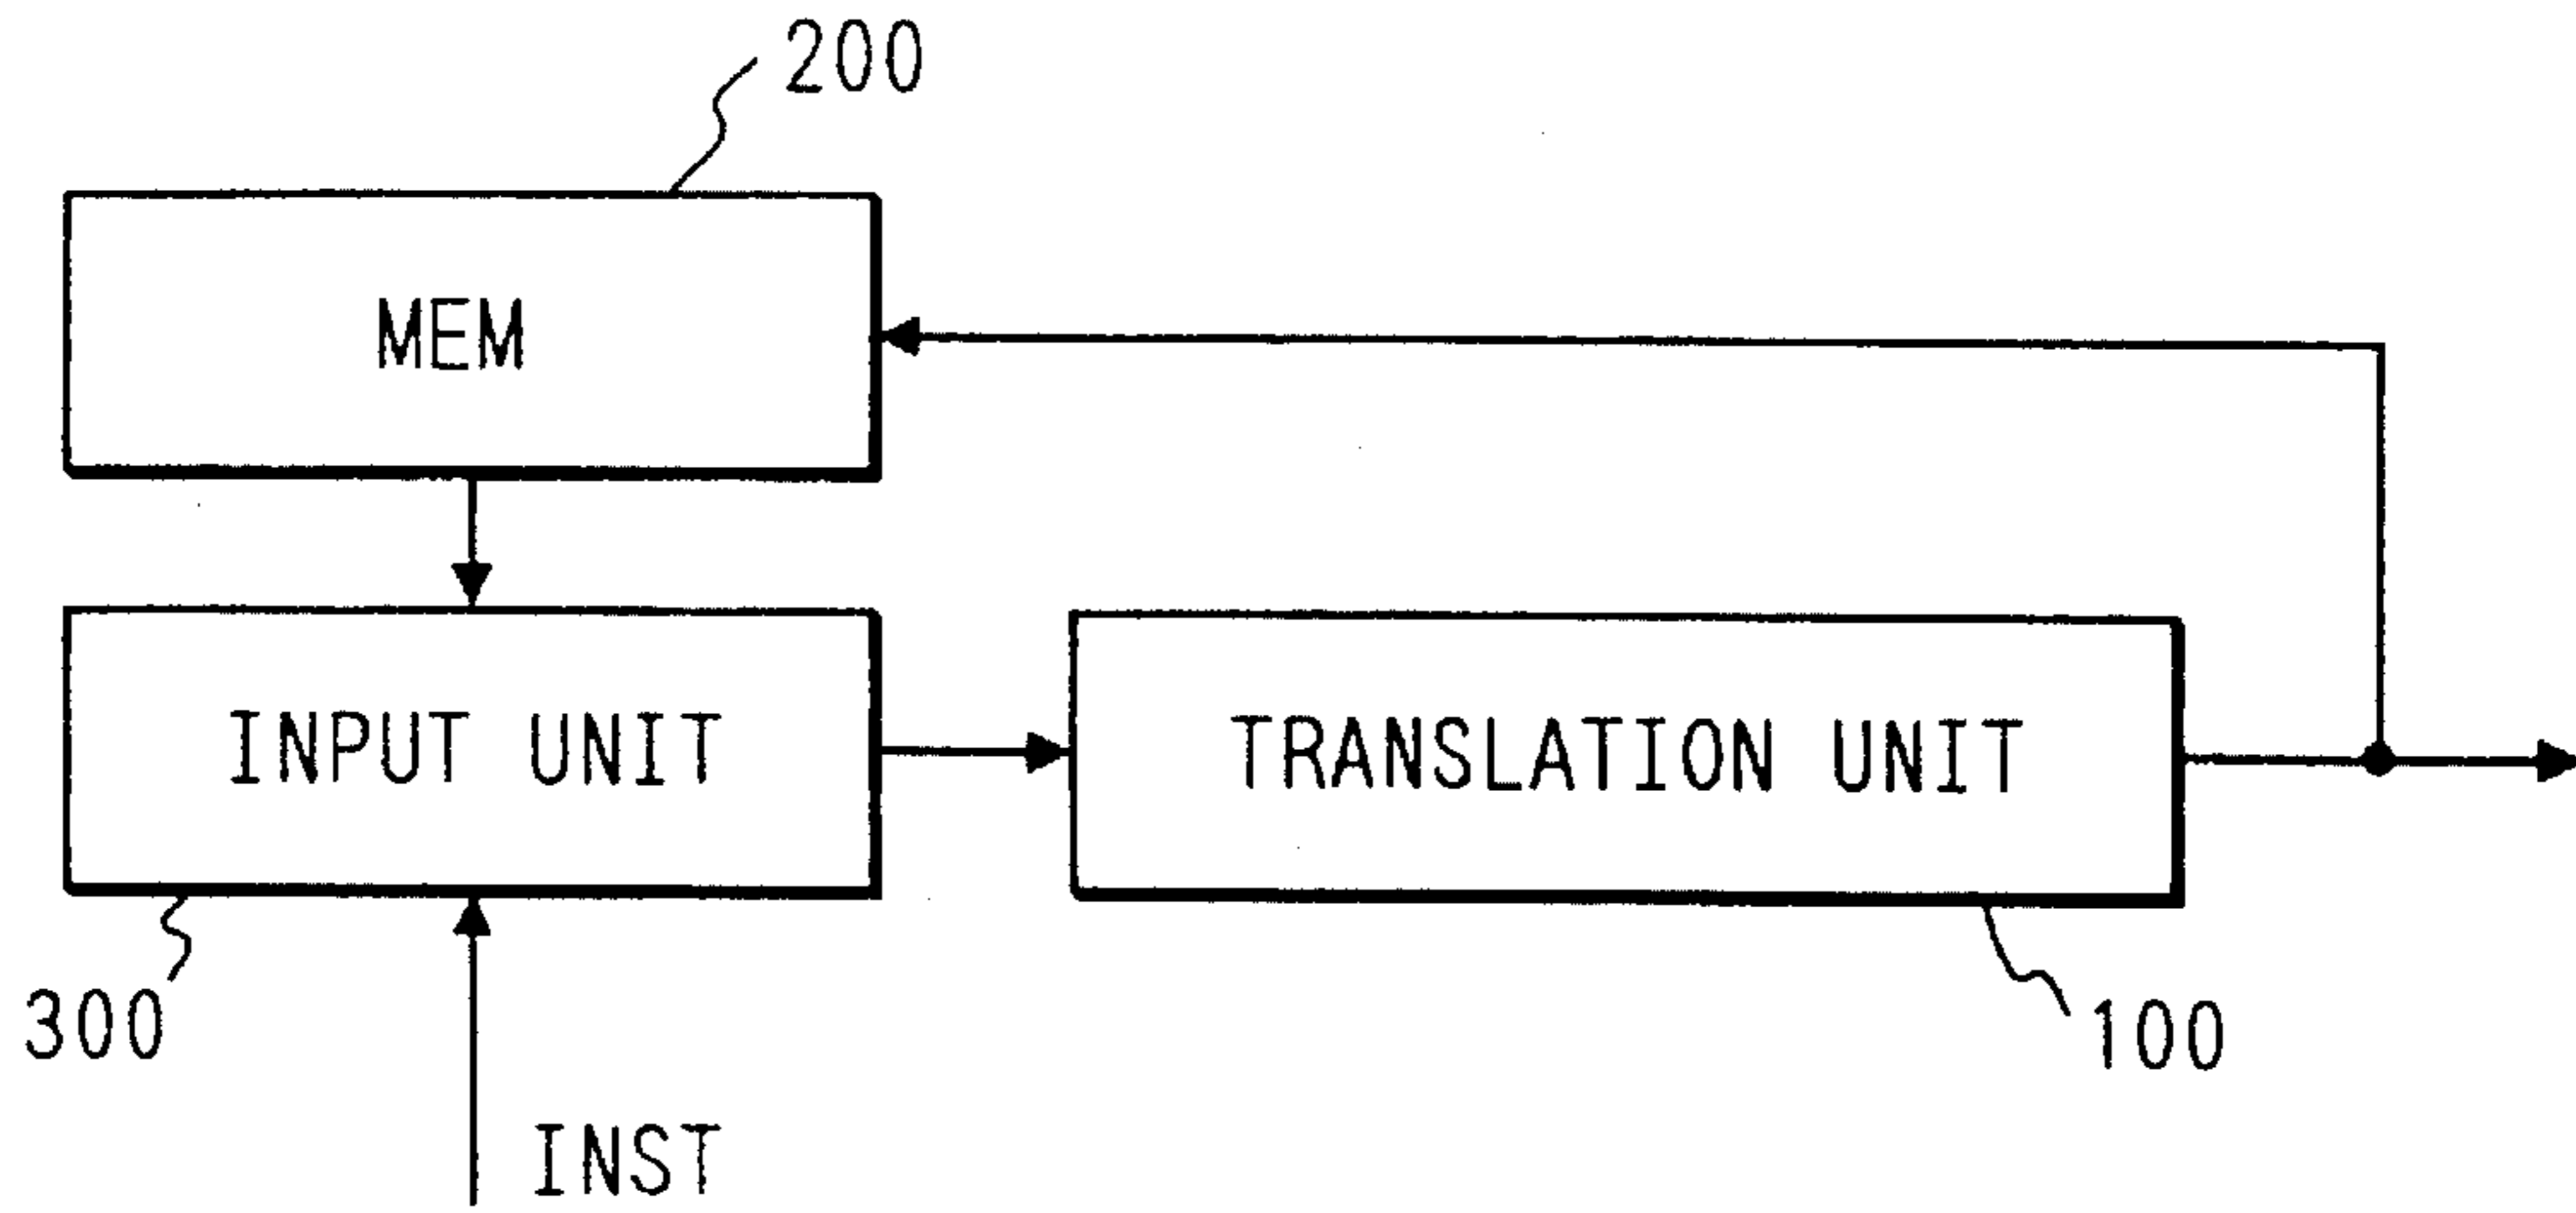 200
MEM
INPUT UNIT
TRANSLATION UNIT
300
100
INST